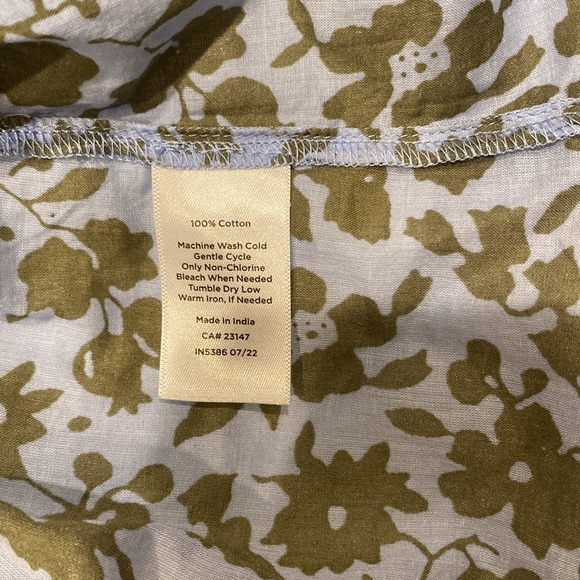 100% Cotton
Machine Wash Cold
Gentle Cycle
Only Non-Chlorine
Bleach When Needed
Tumble Dry Low
Warm Iron, If Needed
Made In India
CA# 23147
IN5386 07/22